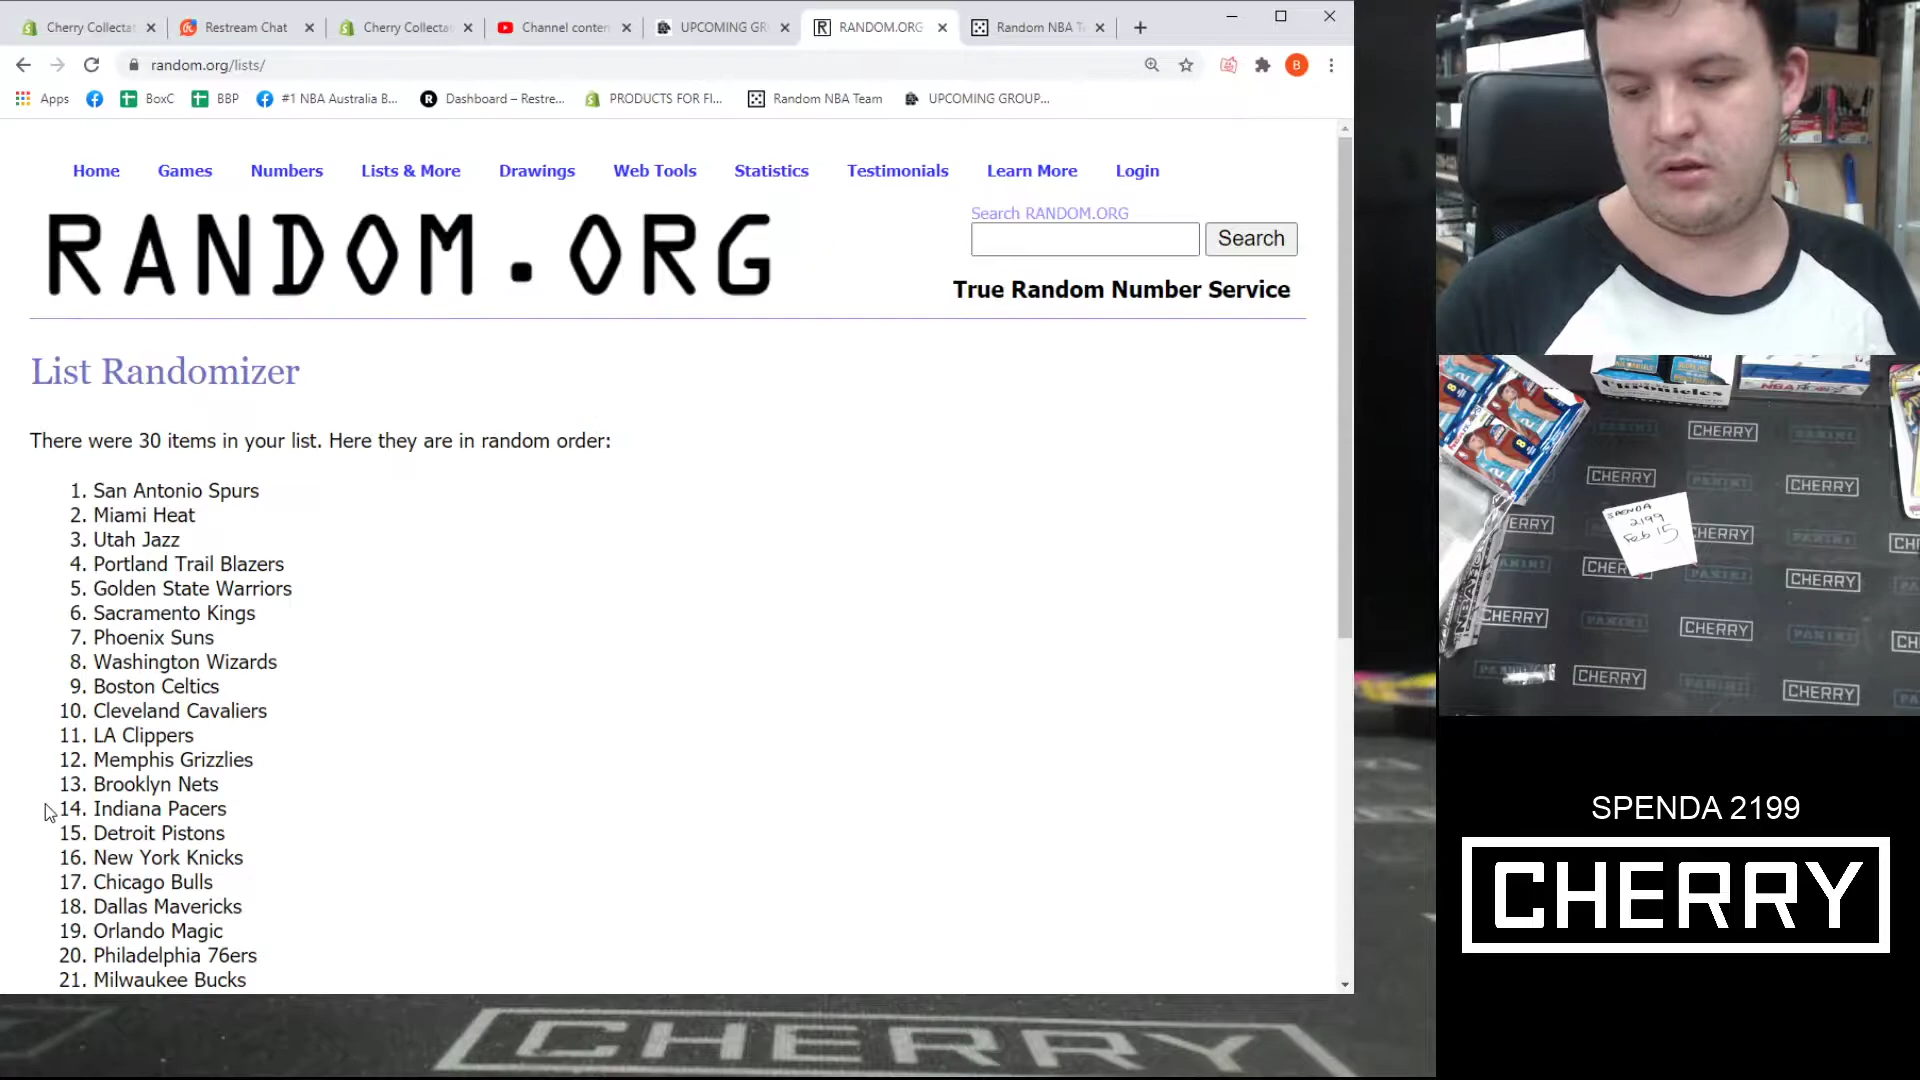 Cherry Collecta
Restream Chat
Cherry Collecta
Channel conten
UPCOMING GR
RANDOM.ORG
Random NBA Te
random.org/lists/
B
Apps
BoxC
BBP
#1 NBA Australia B...
Dashboard – Restre...
PRODUCTS FOR FI...
Random NBA Team
UPCOMING GROUP...
Home
Games
Numbers
Lists & More
Drawings
Web Tools
Statistics
Testimonials
Learn More
Login
RANDOM.ORG
Search RANDOM.ORG
Search
True Random Number Service
List Randomizer
There were 30 items in your list. Here they are in random order:
1. San Antonio Spurs
2. Miami Heat
3. Utah Jazz
4. Portland Trail Blazers
5. Golden State Warriors
6. Sacramento Kings
7. Phoenix Suns
8. Washington Wizards
9. Boston Celtics
10. Cleveland Cavaliers
11. LA Clippers
12. Memphis Grizzlies
13. Brooklyn Nets
14. Indiana Pacers
15. Detroit Pistons
16. New York Knicks
17. Chicago Bulls
18. Dallas Mavericks
19. Orlando Magic
20. Philadelphia 76ers
21. Milwaukee Bucks
Chronicles
SPENDA
2199
Feb 15
CHERRY
PANINI
SPENDA 2199
CHERRY
CHERRY